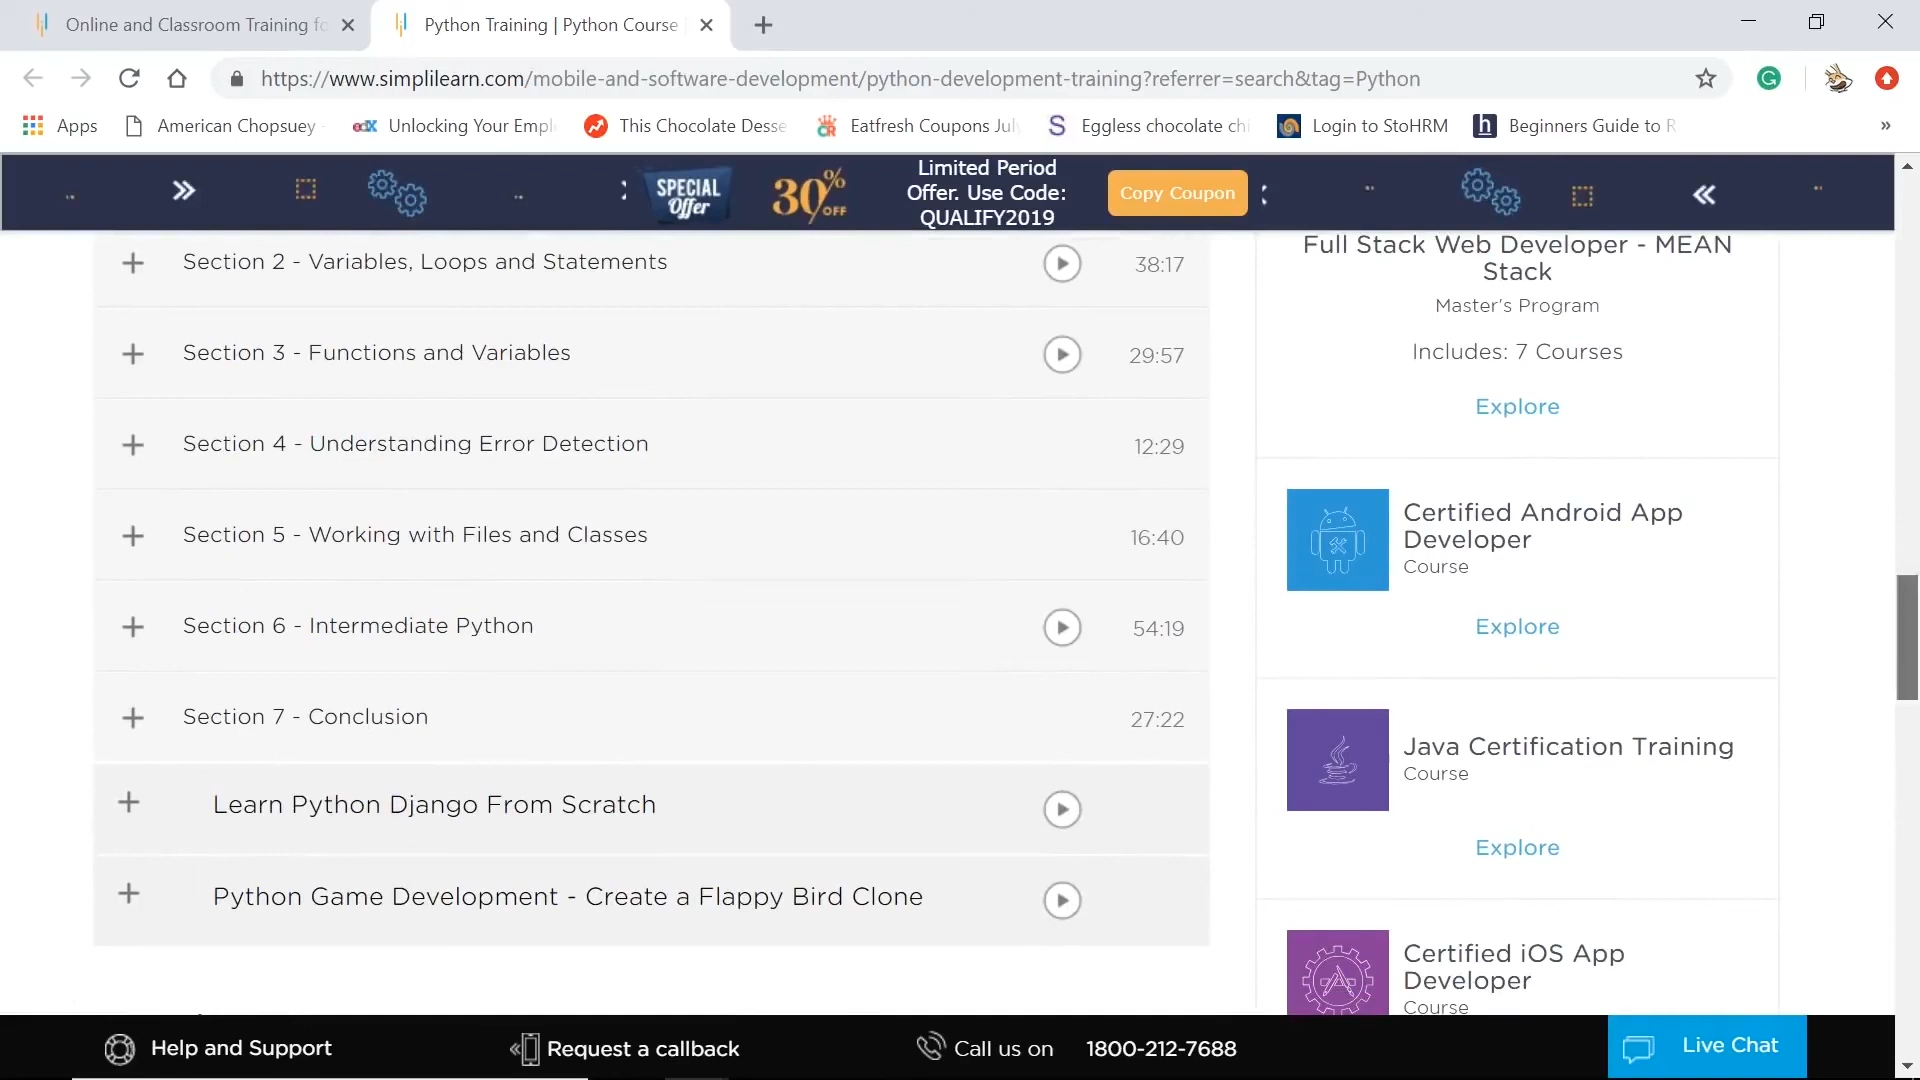 Online and Classroom Training fo
Python Training | Python Course
https://www.simplilearn.com/mobile-and-software-development/python-development-training?referrer=search&tag=Python
Apps
American Chopsuey
Unlocking Your Empl
This Chocolate Desse
Eatfresh Coupons July
Eggless chocolate chi
Login to StoHRM
Beginners Guide to R
SPECIAL
Offer
30% OFF
Limited Period
Offer. Use Code:
QUALIFY2019
Copy Coupon
Section 2 - Variables, Loops and Statements
38:17
Section 3 - Functions and Variables
29:57
Section 4 - Understanding Error Detection
12:29
Section 5 - Working with Files and Classes
16:40
Section 6 - Intermediate Python
54:19
Section 7 - Conclusion
27:22
Learn Python Django From Scratch
Python Game Development - Create a Flappy Bird Clone
Full Stack Web Developer - MEAN
Stack
Master's Program
Includes: 7 Courses
Explore
Certified Android App
Developer
Course
Explore
Java Certification Training
Course
Explore
Certified iOS App
Developer
Course
Help and Support
Request a callback
Call us on 1800-212-7688
Live Chat